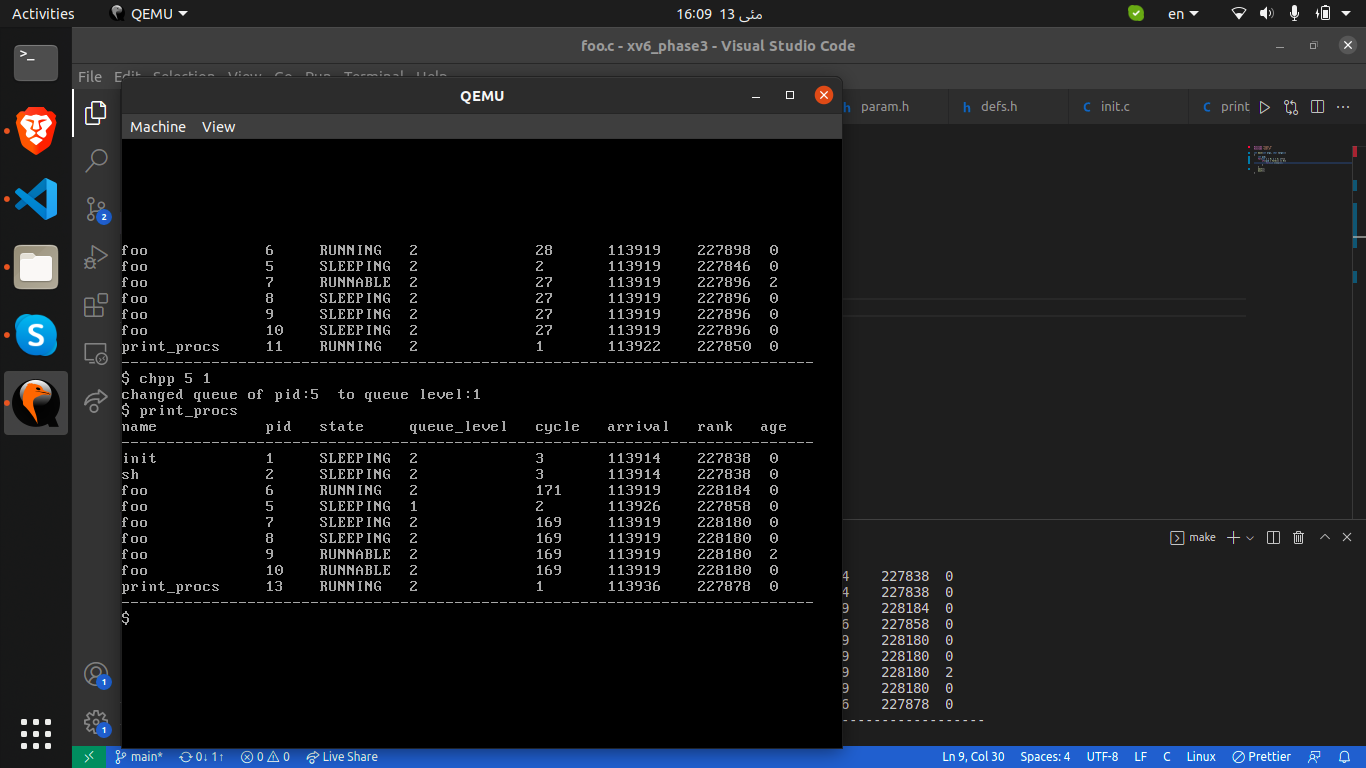 Activities QEMU 16:09 13 مئی en
foo.c - xv6_phase3 - Visual Studio Code
File Edit Selection View Go Run Terminal Help
QEMU
Machine View
param.h defs.h init.c print
foo 6 RUNNING 2 28 113919 227898 0
foo 5 SLEEPING 2 2 113919 227846 0
foo 7 RUNNABLE 2 27 113919 227896 2
foo 8 SLEEPING 2 27 113919 227896 0
foo 9 SLEEPING 2 27 113919 227896 0
foo 10 SLEEPING 2 27 113919 227896 0
print_procs 11 RUNNING 2 1 113922 227850 0
--------------------------------------------------------------------------------
$ chpp 5 1
changed queue of pid:5 to queue level:1
$ print_procs
name pid state queue_level cycle arrival rank age
--------------------------------------------------------------------------------
init 1 SLEEPING 2 3 113914 227838 0
sh 2 SLEEPING 2 3 113914 227838 0
foo 6 RUNNING 2 171 113919 228184 0
foo 5 SLEEPING 1 2 113926 227858 0
foo 7 SLEEPING 2 169 113919 228180 0
foo 8 SLEEPING 2 169 113919 228180 0
foo 9 RUNNABLE 2 169 113919 228180 2
foo 10 RUNNABLE 2 169 113919 228180 0
print_procs 13 RUNNING 2 1 113936 227878 0
--------------------------------------------------------------------------------
$
make
4 227838 0
4 227838 0
9 228184 0
6 227858 0
9 228180 0
9 228180 0
9 228180 2
9 228180 0
6 227878 0
------------------
2
1
1
main* 0↓ 1↑ 0 0 Live Share Ln 9, Col 30 Spaces: 4 UTF-8 LF C Linux Prettier